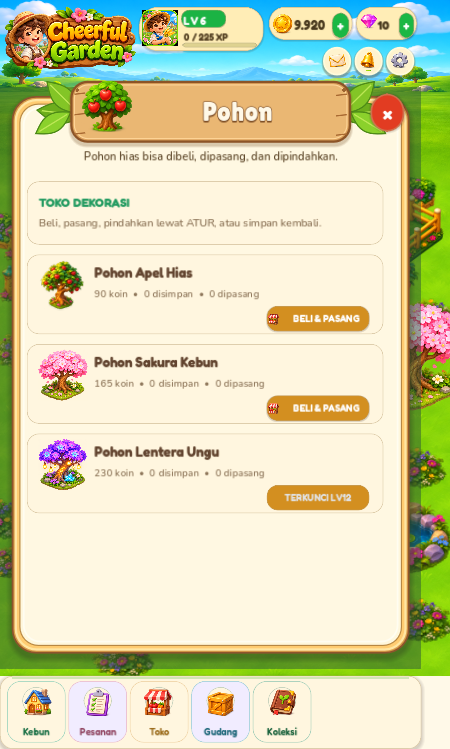 Cheerful
Garden
LV 6
0 / 225 XP
9.920
+
10
+
Pohon
Pohon hias bisa dibeli, dipasang, dan dipindahkan.
TOKO DEKORASI
Beli, pasang, pindahkan lewat ATUR, atau simpan kembali.
Pohon Apel Hias
90 koin • 0 disimpan • 0 dipasang
BELI & PASANG
Pohon Sakura Kebun
165 koin • 0 disimpan • 0 dipasang
BELI & PASANG
Pohon Lentera Ungu
230 koin • 0 disimpan • 0 dipasang
TERKUNCI LV12
Kebun
Pesanan
Toko
Gudang
Koleksi